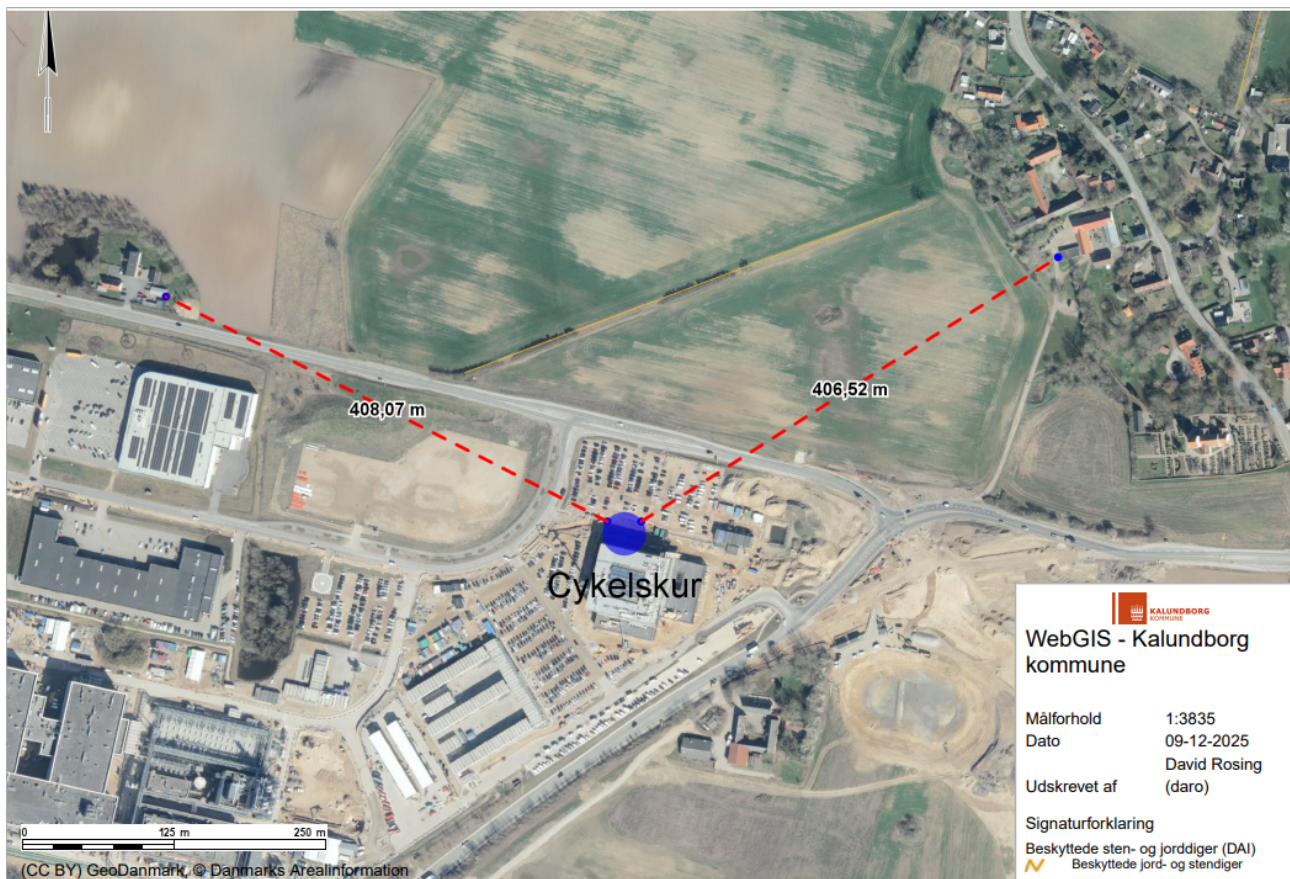 408,07 m
406,52 m
Cykelskur
KALUNDBORG
KOMMUNE
WebGIS - Kalundborg
kommune
Målforhold 1:3835
Dato 09-12-2025
David Rosing
Udskrevet af (daro)
Signaturforklaring
Beskyttede sten- og jorddiger (DAI)
Beskyttede jord- og stendiger
0 125 m 250 m
(CC BY) GeoDanmark, © Danmarks Arealinformation